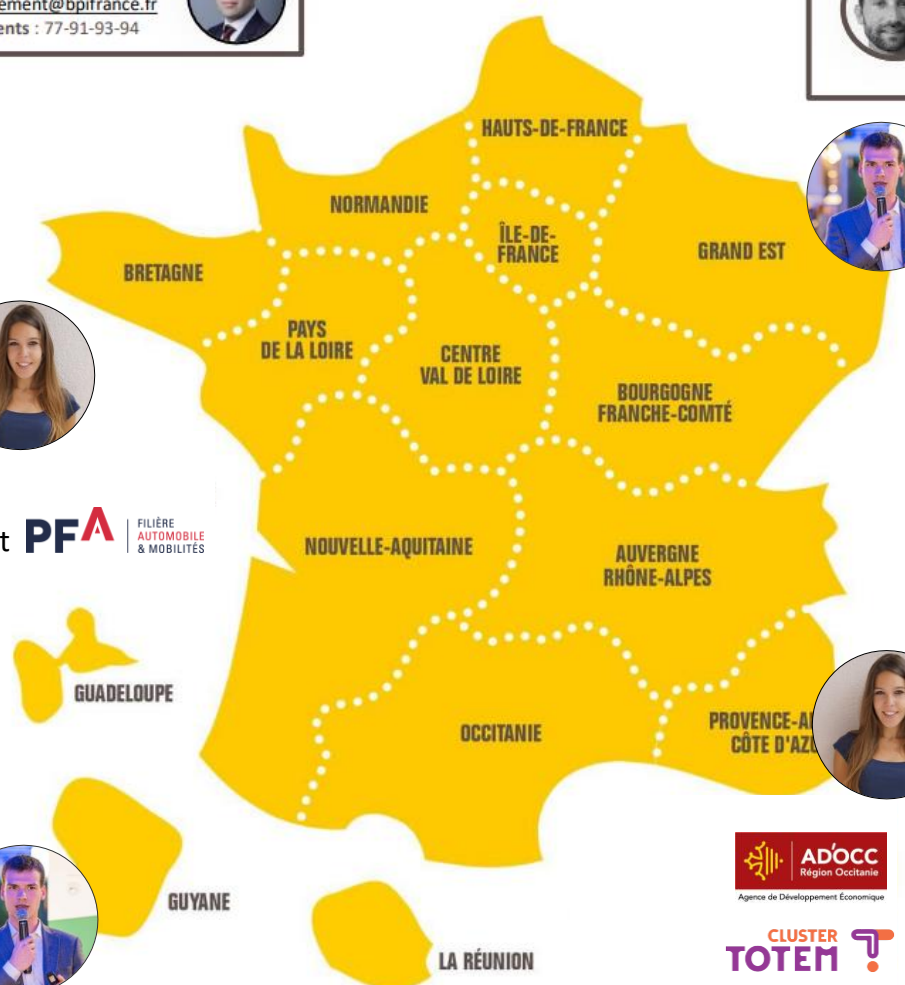 ement@bpifrance.fr
ents : 77-91-93-94
HAUTS-DE-FRANCE
NORMANDIE
ÎLE-DE-
FRANCE
GRAND EST
BRETAGNE
PAYS
DE LA LOIRE
CENTRE
VAL DE LOIRE
BOURGOGNE
FRANCHE-COMTÉ
t PFA FILIÈRE
AUTOMOBILE
& MOBILITÉS
NOUVELLE-AQUITAINE
AUVERGNE
RHÔNE-ALPES
GUADELOUPE
OCCITANIE
PROVENCE-AL
CÔTE D'AZU
AD'OCC
Région Occitanie
Agence de Développement Économique
GUYANE
CLUSTER
TOTEM
LA RÉUNION